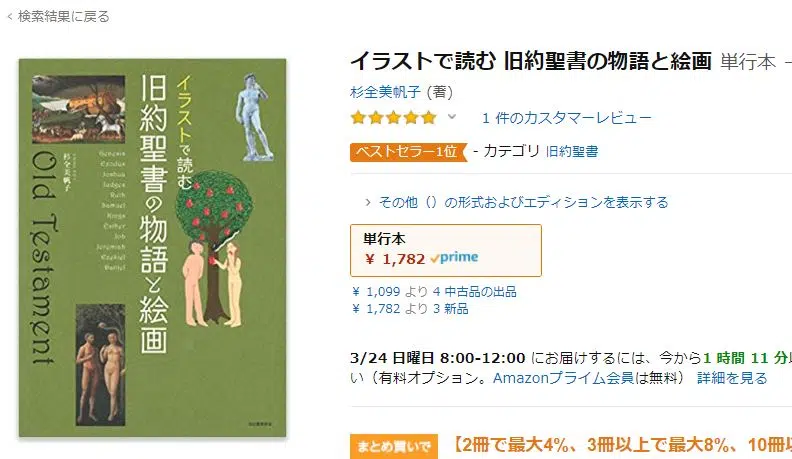 < 検索結果に戻る
イラストで読む
旧約聖書の物語と絵画
杉全美帆子
Genesis
Exodus
Joshua
Judges
Ruth
Samuel
Kings
Esther
Job
Jeremiah
Ezekiel
Daniel
Old Testament
イラストで読む 旧約聖書の物語と絵画 単行本 –
杉全美帆子 (著)
1 件のカスタマーレビュー
ベストセラー1位 - カテゴリ 旧約聖書
› その他 () の形式およびエディションを表示する
単行本
¥ 1,782 prime
¥ 1,099 より 4 中古品の出品
¥ 1,782 より 3 新品
3/24 日曜日 8:00-12:00 にお届けするには、今から1 時間 11 分
い（有料オプション。Amazonプライム会員は無料） 詳細を見る
まとめ買いで 【2冊で最大4%、3冊以上で最大8%、10冊